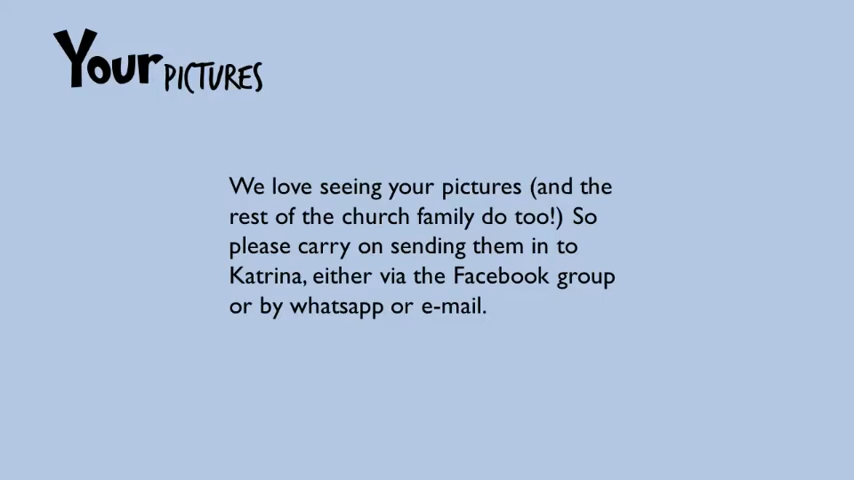 Your PICTURES
We love seeing your pictures (and the
rest of the church family do too!) So
please carry on sending them in to
Katrina, either via the Facebook group
or by whatsapp or e-mail.